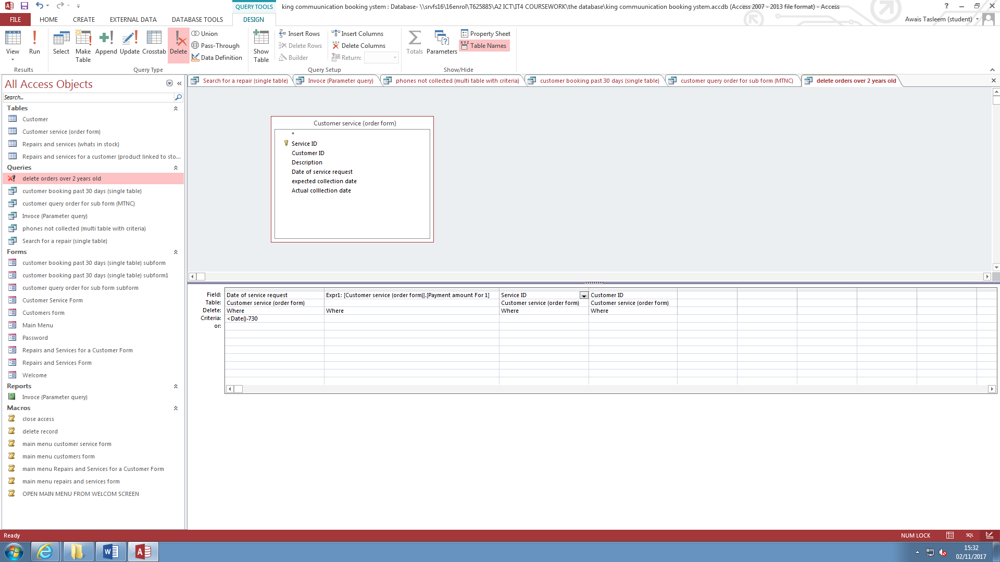 QUERY TOOLS
king commuunication booking ystem : Database- \\srvfs16\16enrol\T625885\A2 ICT\IT4 COURSEWORK\the database\king commuunication booking ystem.accdb (Access 2007 - 2013 file format) - Access
?
FILE HOME CREATE EXTERNAL DATA DATABASE TOOLS DESIGN
Awais Tasleem (student)
View
Run
Select
Make Table
Append
Update
Crosstab
Delete
Union
Pass-Through
Data Definition
Show Table
Insert Rows
Delete Rows
Builder
Insert Columns
Delete Columns
Return:
Totals
Parameters
Property Sheet
Table Names
Results
Query Type
Query Setup
Show/Hide
All Access Objects
Search...
Tables
Customer
Customer service (order form)
Repairs and services (whats in stock)
Repairs and services for a customer (product linked to sto...
Queries
delete orders over 2 years old
customer booking past 30 days (single table)
customer query order for sub form (MTNC)
Invoce (Parameter query)
phones not collected (multi table with criteria)
Search for a repair (single table)
Forms
customer booking past 30 days (single table) subform
customer booking past 30 days (single table) subform1
customer query order for sub form subform
Customer Service Form
Customers form
Main Menu
Password
Repairs and Services for a Customer Form
Repairs and Services Form
Welcome
Reports
Invoce (Parameter query)
Macros
close access
delete record
main menu customer service form
main menu customers form
main menu Repairs and Services for a Customer Form
main menu repairs and services form
OPEN MAIN MENU FROM WELCOM SCREEN
Search for a repair (single table)
Invoce (Parameter query)
phones not collected (multi table with criteria)
customer booking past 30 days (single table)
customer query order for sub form (MTNC)
delete orders over 2 years old
Customer service (order form)
*
Service ID
Customer ID
Description
Date of service request
expected collection date
Actual colllection date
Field: Date of service request Expr1: [Customer service (order form)].[Payment amount For 1] Service ID Customer ID
Table: Customer service (order form) Customer service (order form) Customer service (order form)
Delete: Where Where Where Where
Criteria: <Date()-730
or:
Ready
NUM LOCK
SQL
15:32
02/11/2017